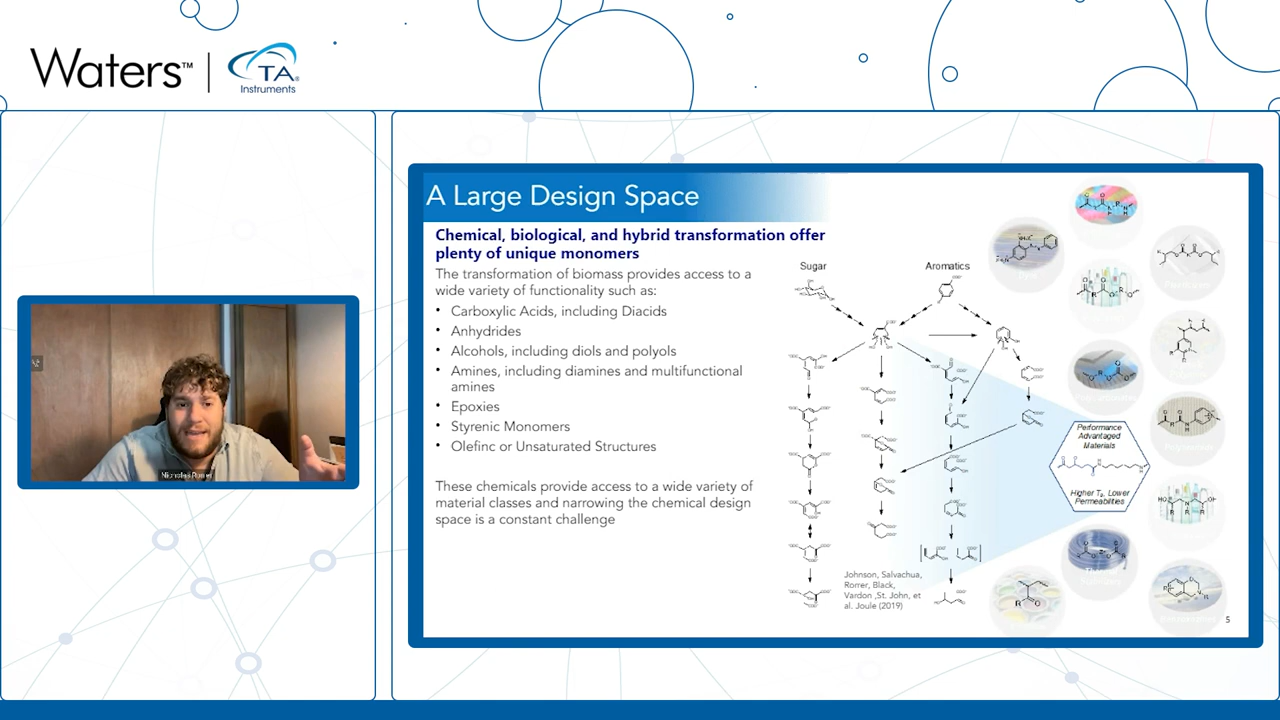 Waters™
TA®
Instruments
A Large Design Space
Chemical, biological, and hybrid transformation offer
plenty of unique monomers
The transformation of biomass provides access to a
wide variety of functionality such as:
• Carboxylic Acids, including Diacids
• Anhydrides
• Alcohols, including diols and polyols
• Amines, including diamines and multifunctional
amines
• Epoxies
• Styrenic Monomers
• Olefinc or Unsaturated Structures
These chemicals provide access to a wide variety of
material classes and narrowing the chemical design
space is a constant challenge
Sugar
Aromatics
Performance
Advantaged
Materials
Higher Tg, Lower
Permeabilities
Johnson, Salvachua,
Rorrer, Black,
Vardon ,St. John, et
al. Joule (2019)
5